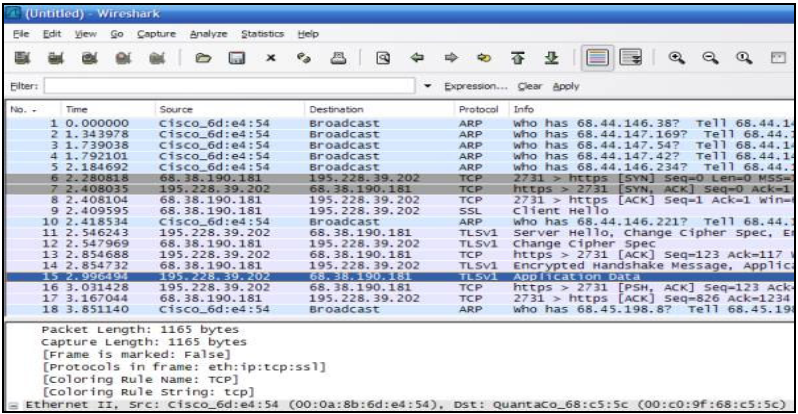 (Untitled) - Wireshark
File Edit View Go Capture Analyze Statistics Help
Filter: Expression... Clear Apply
No. - Time Source Destination Protocol Info
1 0.000000 Cisco_6d:e4:54 Broadcast ARP who has 68.44.146.38? Tell 68.44.14
2 1.343978 Cisco_6d:e4:54 Broadcast ARP who has 68.44.147.169? Tell 68.44.
3 1.739038 Cisco_6d:e4:54 Broadcast ARP who has 68.44.147.54? Tell 68.44.1
4 1.792101 Cisco_6d:e4:54 Broadcast ARP who has 68.44.147.42? Tell 68.44.1
5 2.184692 Cisco_6d:e4:54 Broadcast ARP who has 68.44.146.234? Tell 68.44.
6 2.280818 68.38.190.181 195.228.39.202 TCP 2731 > https [SYN] Seq=0 Len=0 MSS=
7 2.408035 195.228.39.202 68.38.190.181 TCP https > 2731 [SYN, ACK] Seq=0 Ack=1
8 2.408104 68.38.190.181 195.228.39.202 TCP 2731 > https [ACK] Seq=1 Ack=1 Win=
9 2.409595 68.38.190.181 195.228.39.202 SSL Client Hello
10 2.418534 Cisco_6d:e4:54 Broadcast ARP who has 68.44.146.221? Tell 68.44.
11 2.546243 195.228.39.202 68.38.190.181 TLSv1 Server Hello, Change Cipher Spec, E
12 2.547969 68.38.190.181 195.228.39.202 TLSv1 Change Cipher Spec
13 2.854688 195.228.39.202 68.38.190.181 TCP https > 2731 [ACK] Seq=123 Ack=117
14 2.854732 68.38.190.181 195.228.39.202 TLSv1 Encrypted Handshake Message, Applica
15 2.996494 195.228.39.202 68.38.190.181 TLSv1 Application Data
16 3.031428 195.228.39.202 68.38.190.181 TCP https > 2731 [PSH, ACK] Seq=123 Ack
17 3.167044 68.38.190.181 195.228.39.202 TCP 2731 > https [ACK] Seq=826 Ack=1234
18 3.851140 Cisco_6d:e4:54 Broadcast ARP who has 68.45.198.8? Tell 68.45.198
Packet Length: 1165 bytes
Capture Length: 1165 bytes
[Frame is marked: False]
[Protocols in frame: eth:ip:tcp:ssl]
[Coloring Rule Name: TCP]
[Coloring Rule String: tcp]
Ethernet II, Src: Cisco_6d:e4:54 (00:0a:8b:6d:e4:54), Dst: QuantaCo_68:c5:5c (00:c0:9f:68:c5:5c)